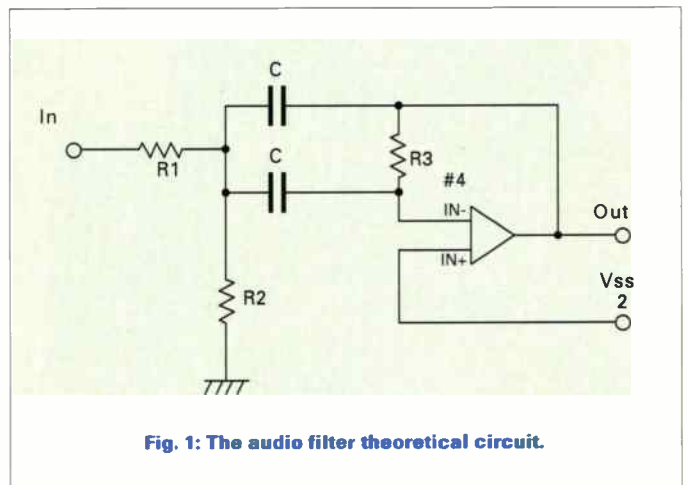 C
In
R1
C
R3
#4
IN-
IN+
Out
Vss
2
R2
Fig. 1: The audio filter theoretical circuit.